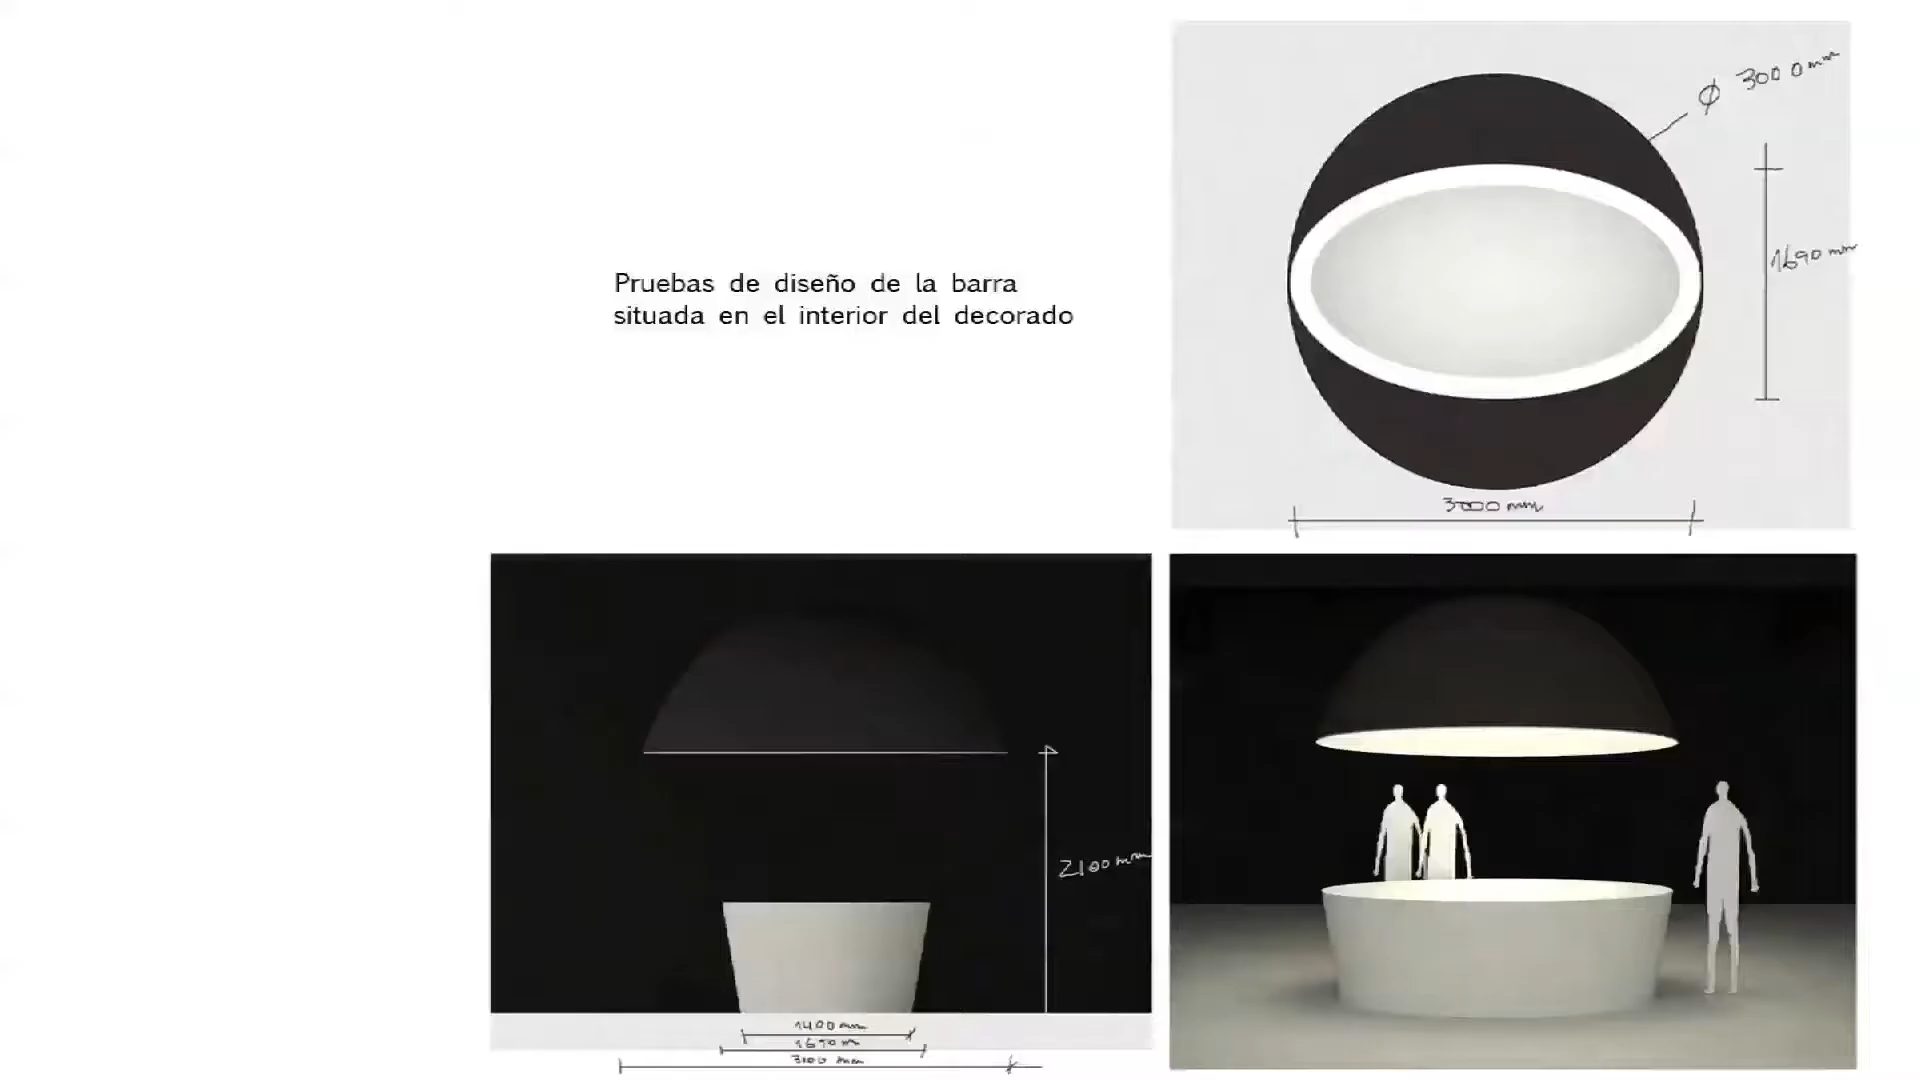 Pruebas de diseño de la barra
situada en el interior del decorado
Ø 3000 mm
1690 mm
3000 mm
2100 mm
1400 mm